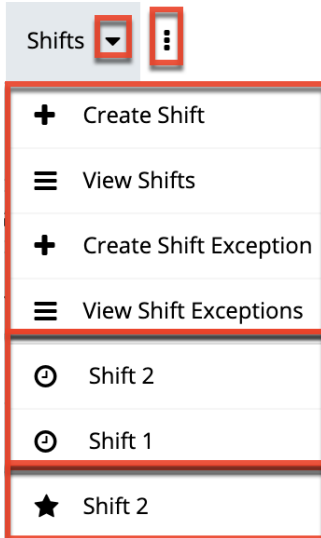 Shifts
Create Shift
View Shifts
Create Shift Exception
View Shift Exceptions
Shift 2
Shift 1
Shift 2